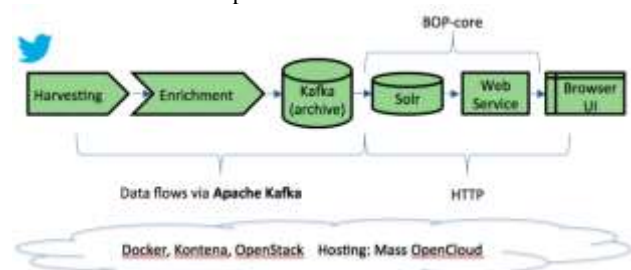 BOP-core
Harvesting
Enrichment
Kafka
(archive)
Solr
Web
Service
Browser
UI
Data flows via Apache Kafka
HTTP
Docker, Kontena, OpenStack Hosting: Mass OpenCloud